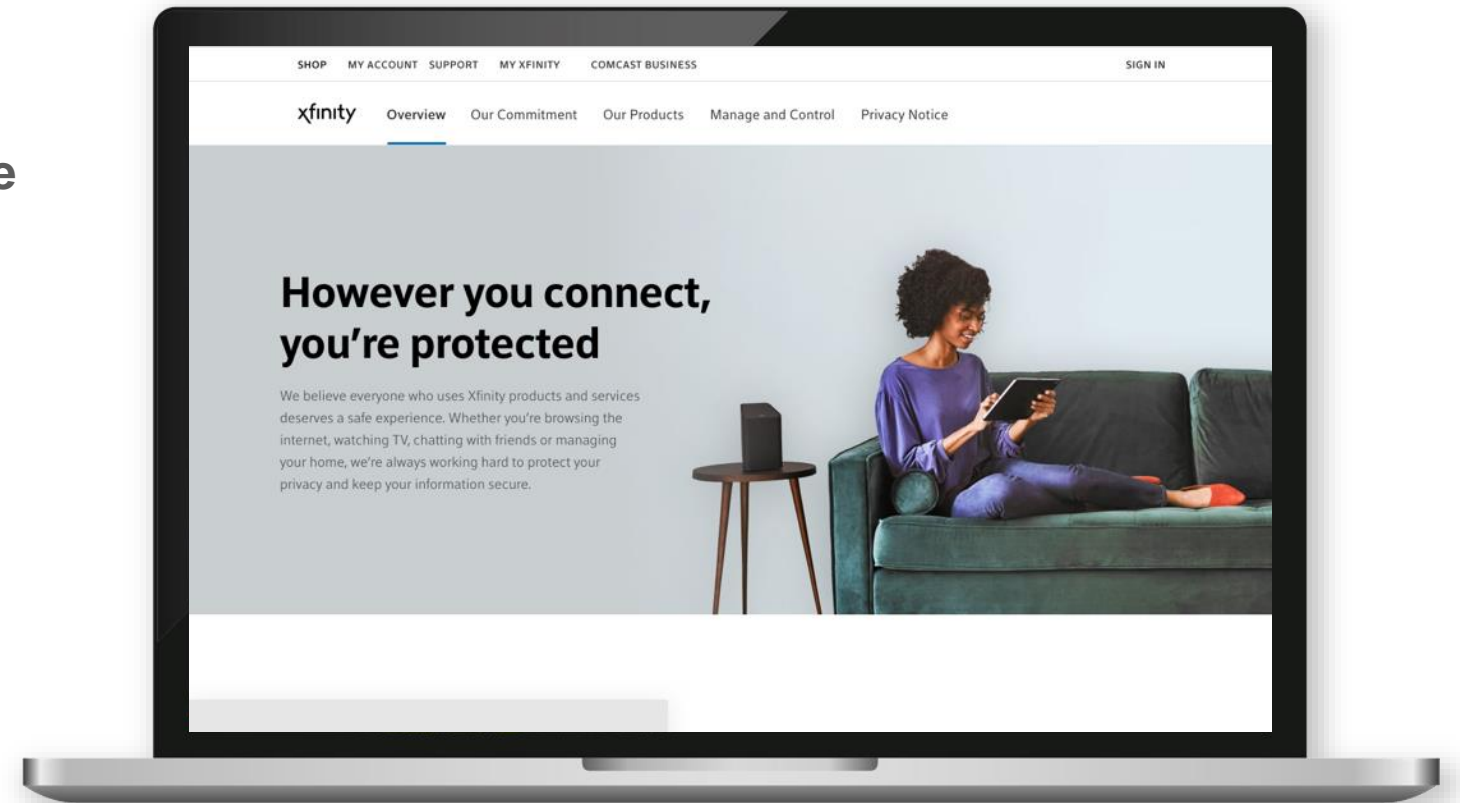 e
SHOP MY ACCOUNT SUPPORT MY XFINITY COMCAST BUSINESS SIGN IN
xfinity Overview Our Commitment Our Products Manage and Control Privacy Notice
However you connect,
you're protected
We believe everyone who uses Xfinity products and services
deserves a safe experience. Whether you're browsing the
internet, watching TV, chatting with friends or managing
your home, we're always working hard to protect your
privacy and keep your information secure.